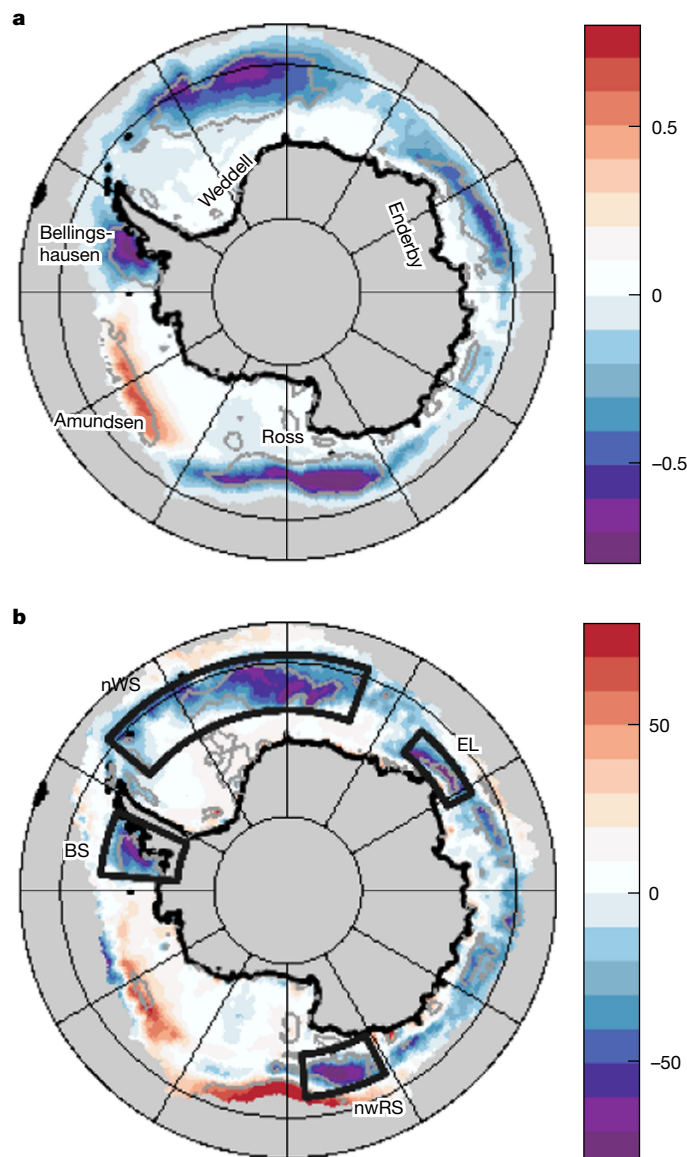 a
Weddell
Bellings-
hausen
Enderby
Amundsen
Ross
0.5
0
–0.5
b
nWS
EL
BS
nwRS
50
0
–50